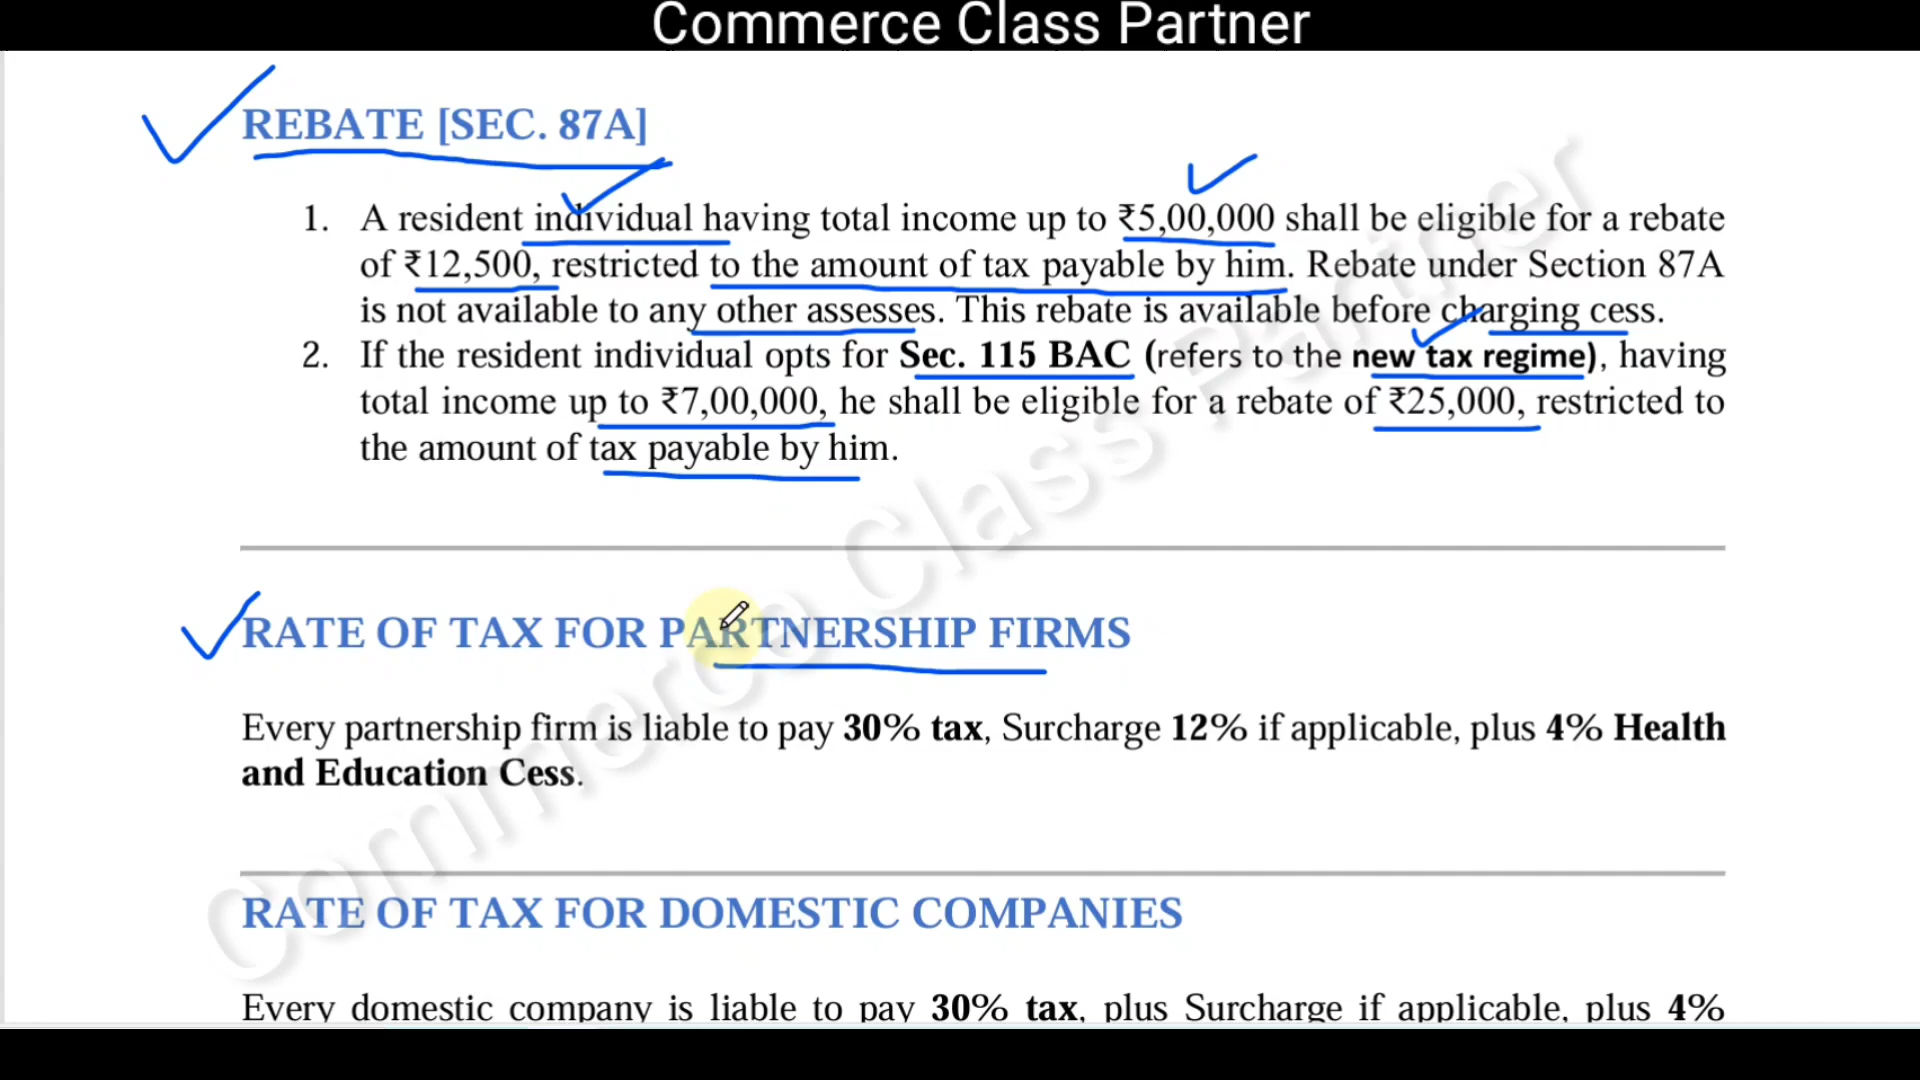 Commerce Class Partner
REBATE [SEC. 87A]
1. A resident individual having total income up to ₹5,00,000 shall be eligible for a rebate
of ₹12,500, restricted to the amount of tax payable by him. Rebate under Section 87A
is not available to any other assesses. This rebate is available before charging cess.
2. If the resident individual opts for Sec. 115 BAC (refers to the new tax regime), having
total income up to ₹7,00,000, he shall be eligible for a rebate of ₹25,000, restricted to
the amount of tax payable by him.
RATE OF TAX FOR PARTNERSHIP FIRMS
Every partnership firm is liable to pay 30% tax, Surcharge 12% if applicable, plus 4% Health
and Education Cess.
RATE OF TAX FOR DOMESTIC COMPANIES
Every domestic company is liable to pay 30% tax, plus Surcharge if applicable, plus 4%
Commerce Class Partner